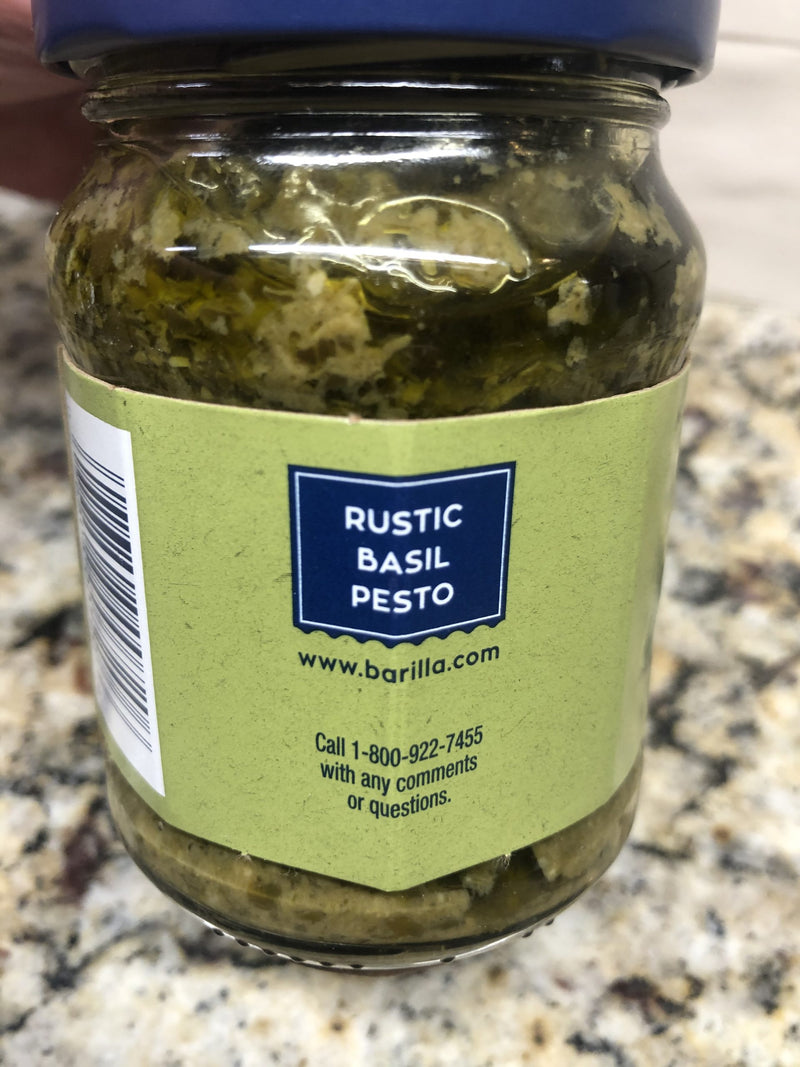 RUSTIC
BASIL
PESTO
www.barilla.com
Call 1-800-922-7455
with any comments
or questions.